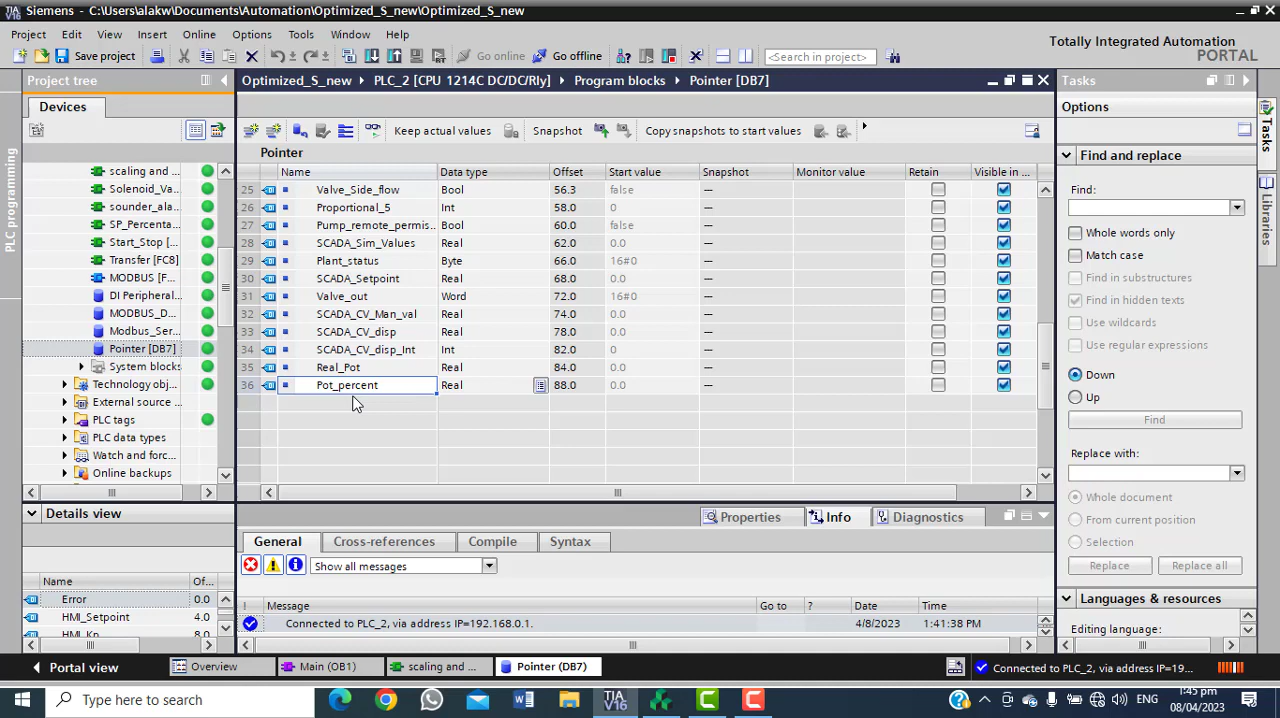 Siemens - C:\Users\alakw\Documents\Automation\Optimized_S_new\Optimized_S_new
Project Edit View Insert Online Options Tools Window Help
Totally Integrated Automation
PORTAL
Save project Go online Go offline <Search in project>
Project tree
Optimized_S_new PLC_2 [CPU 1214C DC/DC/Rly] Program blocks Pointer [DB7]
Tasks
Devices
Options
PLC programming
Tasks
Libraries
Keep actual values Snapshot Copy snapshots to start values
Pointer
Find and replace
Name Data type Offset Start value Snapshot Monitor value Retain Visible in ...
25 Valve_Side_flow Bool 56.3 false ---
26 Proportional_5 Int 58.0 0 ---
27 Pump_remote_permis... Bool 60.0 false ---
28 SCADA_Sim_Values Real 62.0 0.0 ---
29 Plant_status Byte 66.0 16#0 ---
30 SCADA_Setpoint Real 68.0 0.0 ---
31 Valve_out Word 72.0 16#0 ---
32 SCADA_CV_Man_val Real 74.0 0.0 ---
33 SCADA_CV_disp Real 78.0 0.0 ---
34 SCADA_CV_disp_Int Int 82.0 0 ---
35 Real_Pot Real 84.0 0.0 ---
36 Pot_percent Real 88.0 0.0 ---
scaling and ...
Solenoid_Va...
sounder_ala...
SP_Percenta...
Start_Stop [...
Transfer [FC8]
MODBUS [F...
DI Peripheral...
MODBUS_D...
Modbus_Ser...
Pointer [DB7]
System blocks
Technology obj...
External source ...
PLC tags
PLC data types
Watch and forc...
Online backups
Find:
Whole words only
Match case
Find in substructures
Find in hidden texts
Use wildcards
Use regular expressions
Down
Up
Find
Replace with:
Whole document
From current position
Selection
Replace Replace all
Languages & resources
Editing language:
Details view
Name Of...
Error 0.0
HMI_Setpoint 4.0
HMI_Kp 8.0
Properties Info Diagnostics
General Cross-references Compile Syntax
Show all messages
! Message Go to ? Date Time
Connected to PLC_2, via address IP=192.168.0.1. 4/8/2023 1:41:38 PM
Portal view Overview Main (OB1) scaling and ... Pointer (DB7) Connected to PLC_2, via address IP=19...
Type here to search
TIA
V16
ENG
1:45 pm
08/04/2023